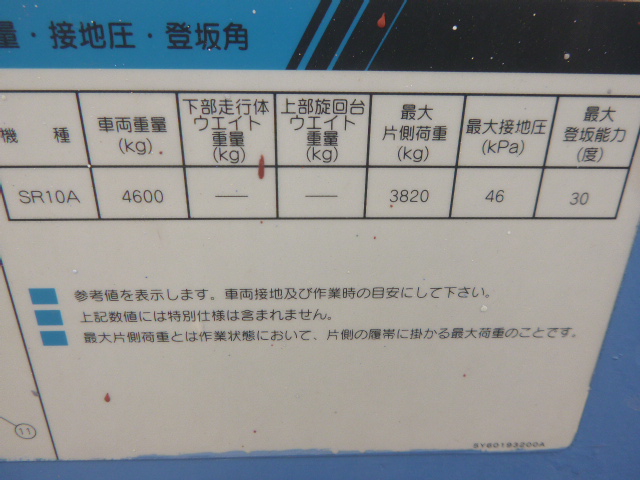 量・接地圧・登坂角
機 種 車両重量 (kg) 下部走行体 ウエイト 重量 (kg) 上部旋回台 ウエイト 重量 (kg) 最大 片側荷重 (kg) 最大接地圧 (kPa) 最大 登坂能力 (度)
SR10A 4600 — — 3820 46 30
参考値を表示します。車両接地及び作業時の目安にして下さい。
上記数値には特別仕様は含まれません。
最大片側荷重とは作業状態において、片側の履帯に掛かる最大荷重のことです。
11
SY60193200A